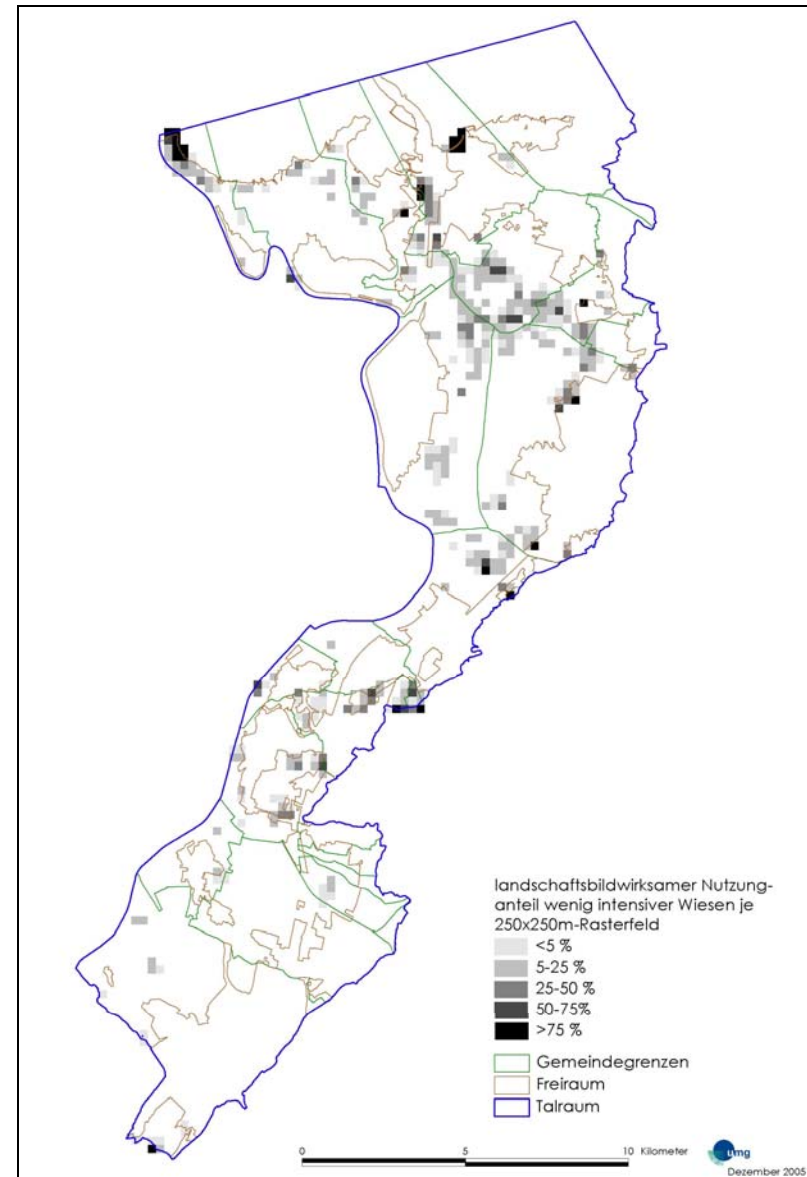 landschaftsbildwirksamer Nutzung-
anteil wenig intensiver Wiesen je
250x250m-Rasterfeld
<5 %
5-25 %
25-50 %
50-75%
>75 %
Gemeindegrenzen
Freiraum
Talraum
0 5 10 Kilometer
umg
Dezember 2005